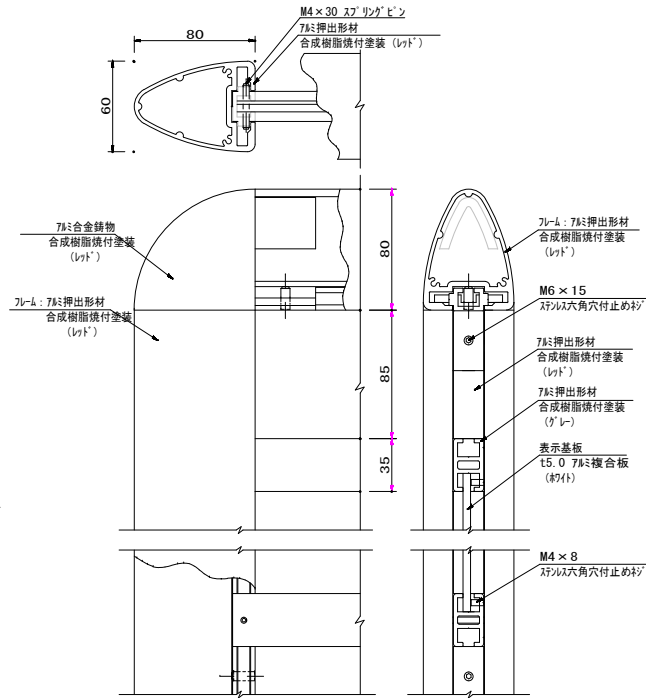 M4×30 スプリングピン
アルミ押出形材
合成樹脂焼付塗装（レッド）
80
60
アルミ合金鋳物
合成樹脂焼付塗装
（レッド）
フレーム：アルミ押出形材
合成樹脂焼付塗装
（レッド）
80
85
35
フレーム：アルミ押出形材
合成樹脂焼付塗装
（レッド）
M6×15
ステンレス六角穴付止めネジ
アルミ押出形材
合成樹脂焼付塗装
（レッド）
アルミ押出形材
合成樹脂焼付塗装
（グレー）
表示基板
t5.0 アルミ複合板
（ホワイト）
M4×8
ステンレス六角穴付止めネジ